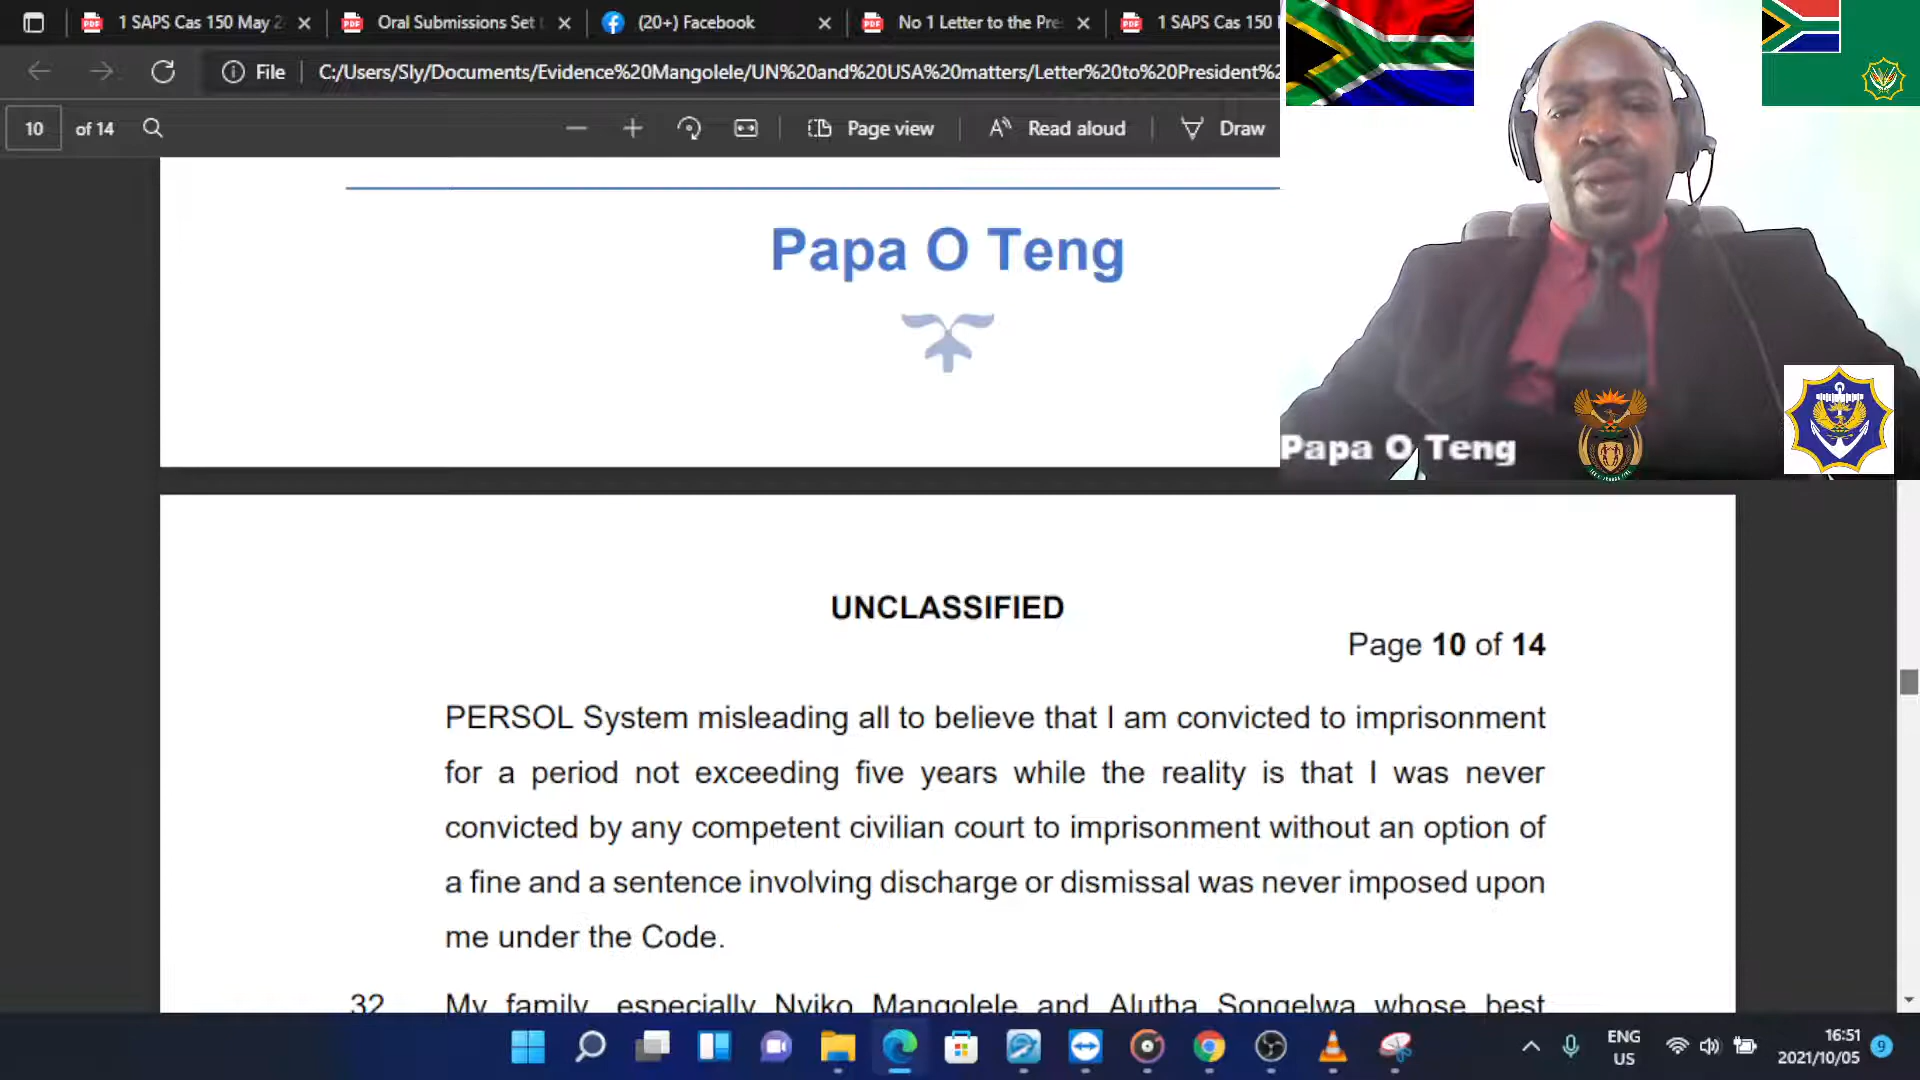 1 SAPS Cas 150 May 2
Oral Submissions Set
(20+) Facebook
No 1 Letter to the Pre
1 SAPS Cas 150
File
C:/Users/Sly/Documents/Evidence%20Mangolele/UN%20and%20USA%20matters/Letter%20to%20President%
10
of 14
Page view
Read aloud
Draw
Papa O Teng
Papa O Teng
UNCLASSIFIED
Page 10 of 14
PERSOL System misleading all to believe that I am convicted to imprisonment
for a period not exceeding five years while the reality is that I was never
convicted by any competent civilian court to imprisonment without an option of
a fine and a sentence involving discharge or dismissal was never imposed upon
me under the Code.
32 My family, especially Nyiko Mangolele and Alutha Songelwa whose best
ENG
US
16:51
2021/10/05
9